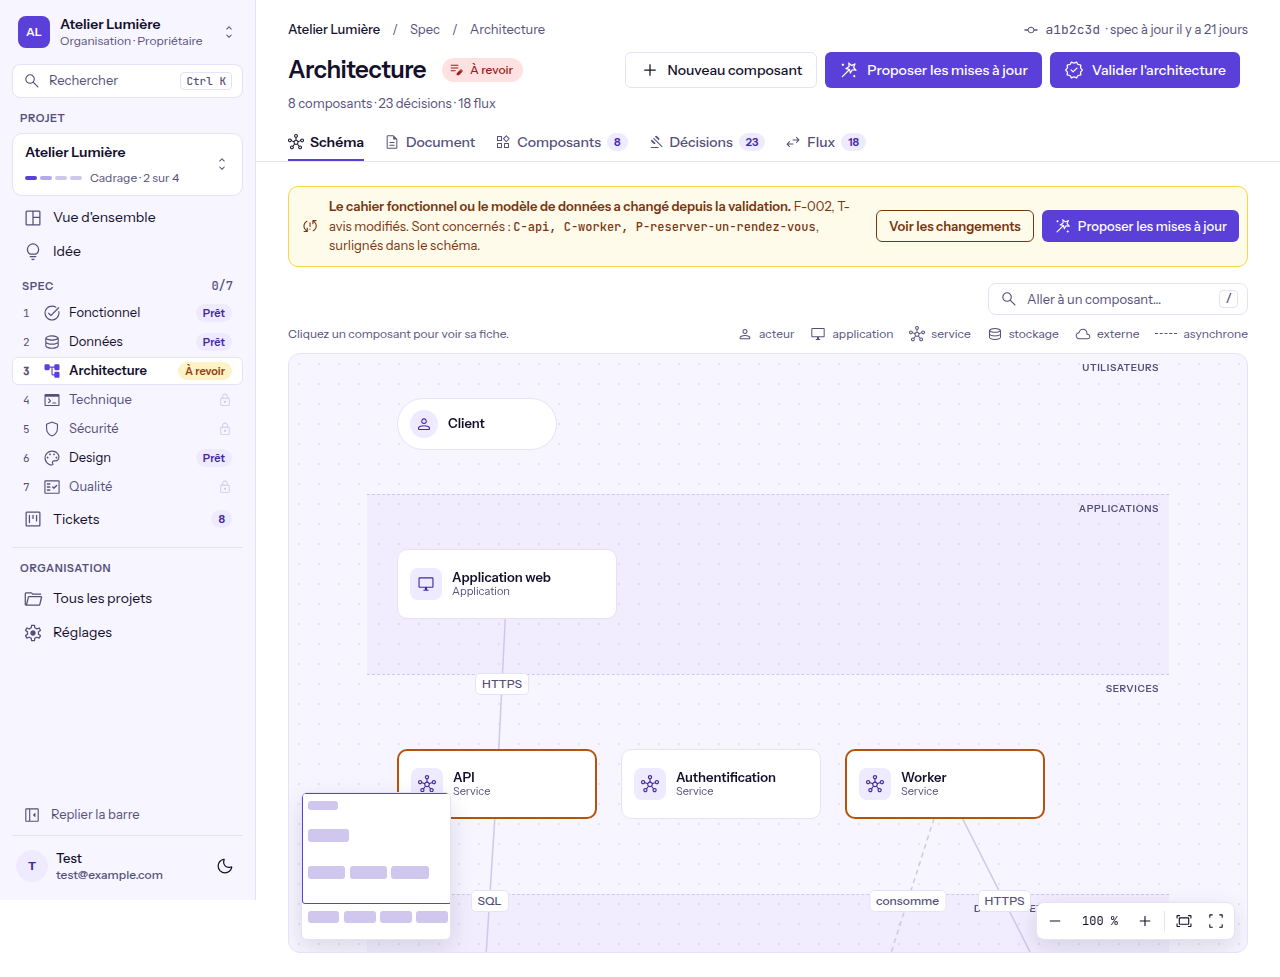 AL
Atelier Lumière
Organisation · Propriétaire
Rechercher
Ctrl K
PROJET
Atelier Lumière
Cadrage · 2 sur 4
Vue d'ensemble
Idée
SPEC
0/7
1 Fonctionnel Prêt
2 Données Prêt
3 Architecture À revoir
4 Technique
5 Sécurité
6 Design Prêt
7 Qualité
Tickets 8
ORGANISATION
Tous les projets
Réglages
Replier la barre
T
Test
test@example.com
Atelier Lumière / Spec / Architecture
a1b2c3d · spec à jour il y a 21 jours
Architecture
À revoir
Nouveau composant
Proposer les mises à jour
Valider l'architecture
8 composants · 23 décisions · 18 flux
Schéma
Document
Composants 8
Décisions 23
Flux 18
Le cahier fonctionnel ou le modèle de données a changé depuis la validation. F-002, T-
avis modifiés. Sont concernés : C-api, C-worker, P-reserver-un-rendez-vous,
surlignés dans le schéma.
Voir les changements
Proposer les mises à jour
Aller à un composant…
/
Cliquez un composant pour voir sa fiche.
acteur
application
service
stockage
externe
asynchrone
UTILISATEURS
Client
APPLICATIONS
Application web
Application
HTTPS
SERVICES
API
Service
Authentification
Service
Worker
Service
SQL
consomme
HTTPS
100 %